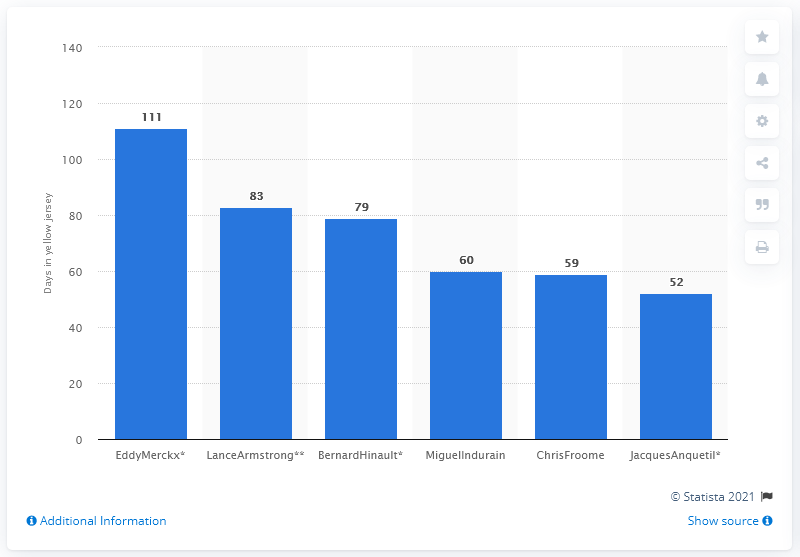 140
120
100
80
60
40
20
0
Days in yellow jersey
111
83
79
60
59
52
EddyMerckx*
LanceArmstrong**
BernardHinault*
MiguelIndurain
ChrisFroome
JacquesAnquetil*
© Statista 2021
Additional Information
Show source